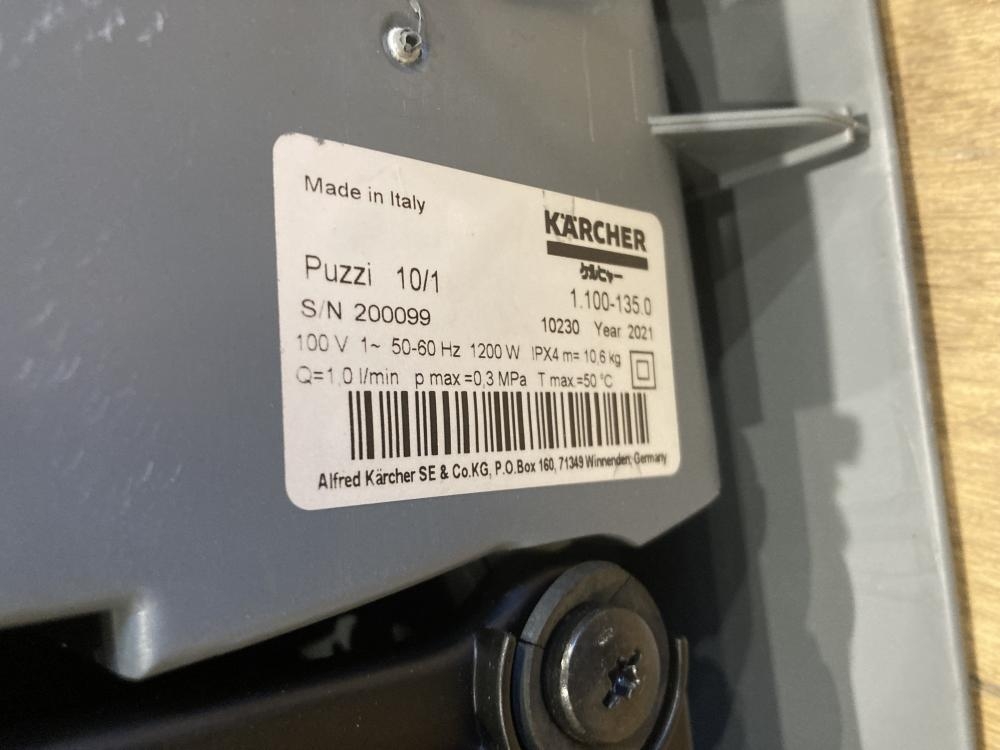 Made in Italy
KÄRCHER
ケルヒャー
Puzzi 10/1
1.100-135.0
S/N 200099
10230 Year 2021
100 V 1~ 50-60 Hz 1200 W IPX4 m= 10,6 kg
Q=1,0 l/min p max =0,3 MPa T max =50 °C
Alfred Kärcher SE & Co.KG, P.O.Box 160, 71349 Winnenden, Germany